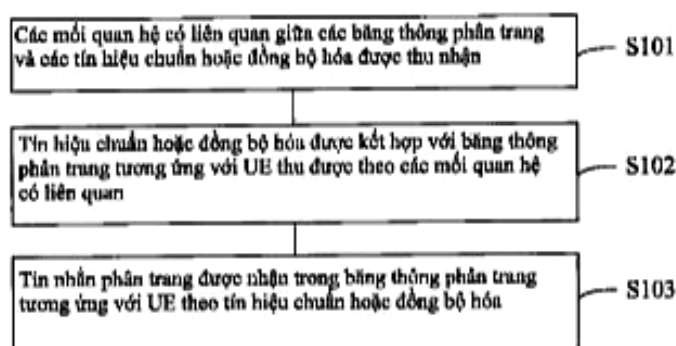 Các mối quan hệ có liên quan giữa các băng thông phân trang
và các tín hiệu chuẩn hoặc đồng bộ hóa được thu nhận
S101
Tín hiệu chuẩn hoặc đồng bộ hóa được kết hợp với băng thông
phân trang tương ứng với UE thu được theo các mối quan hệ
có liên quan
S102
Tin nhắn phân trang được nhận trong băng thông phân trang
tương ứng với UE theo tín hiệu chuẩn hoặc đồng bộ hóa
S103